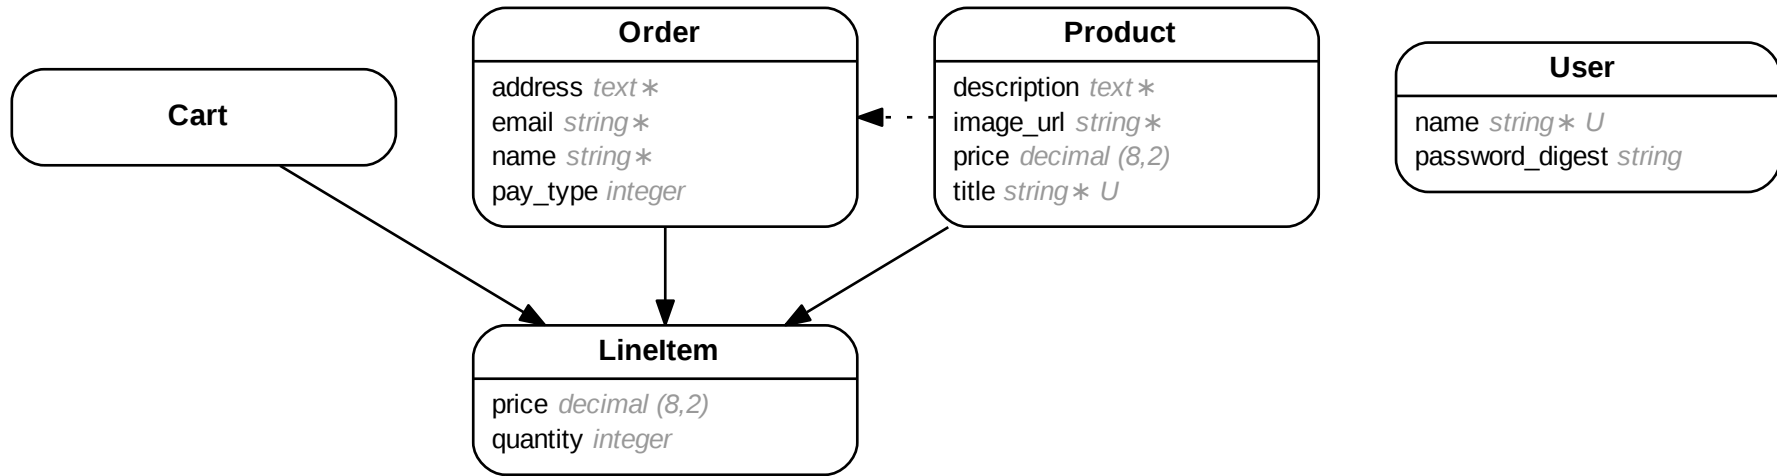 Cart
Order
address text∗
email string∗
name string∗
pay_type integer
Product
description text∗
image_url string∗
price decimal (8,2)
title string∗ U
User
name string∗ U
password_digest string
LineItem
price decimal (8,2)
quantity integer